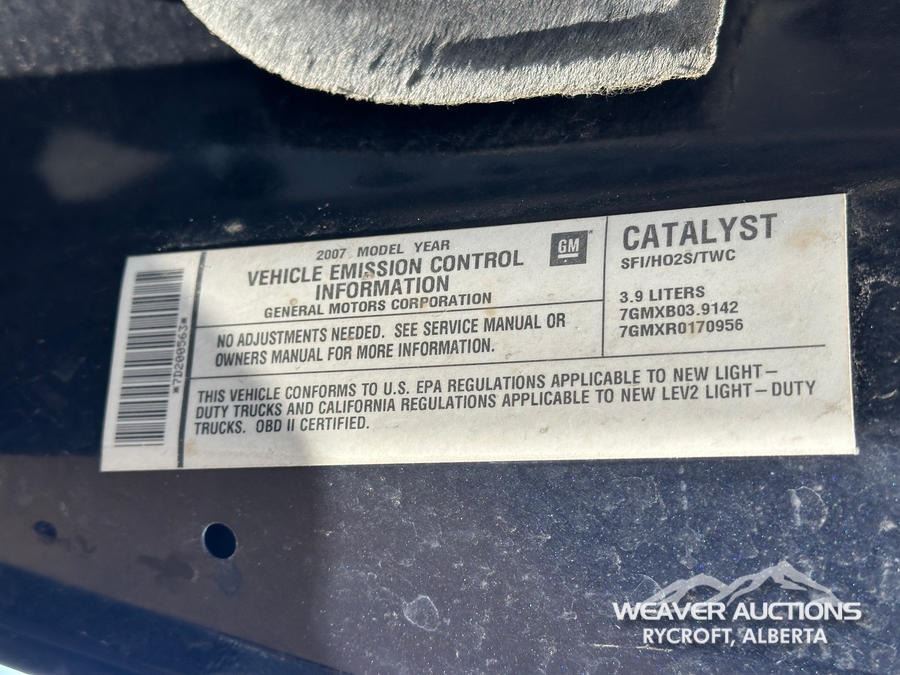 2007 MODEL YEAR
VEHICLE EMISSION CONTROL
INFORMATION
GENERAL MOTORS CORPORATION
GM
NO ADJUSTMENTS NEEDED. SEE SERVICE MANUAL OR
OWNERS MANUAL FOR MORE INFORMATION.
CATALYST
SFI/HO2S/TWC
3.9 LITERS
7GMXB03.9142
7GMXR0170956
THIS VEHICLE CONFORMS TO U.S. EPA REGULATIONS APPLICABLE TO NEW LIGHT—
DUTY TRUCKS AND CALIFORNIA REGULATIONS APPLICABLE TO NEW LEV2 LIGHT—DUTY
TRUCKS. OBD II CERTIFIED.
*7D200563*
WEAVER AUCTIONS
RYCROFT, ALBERTA